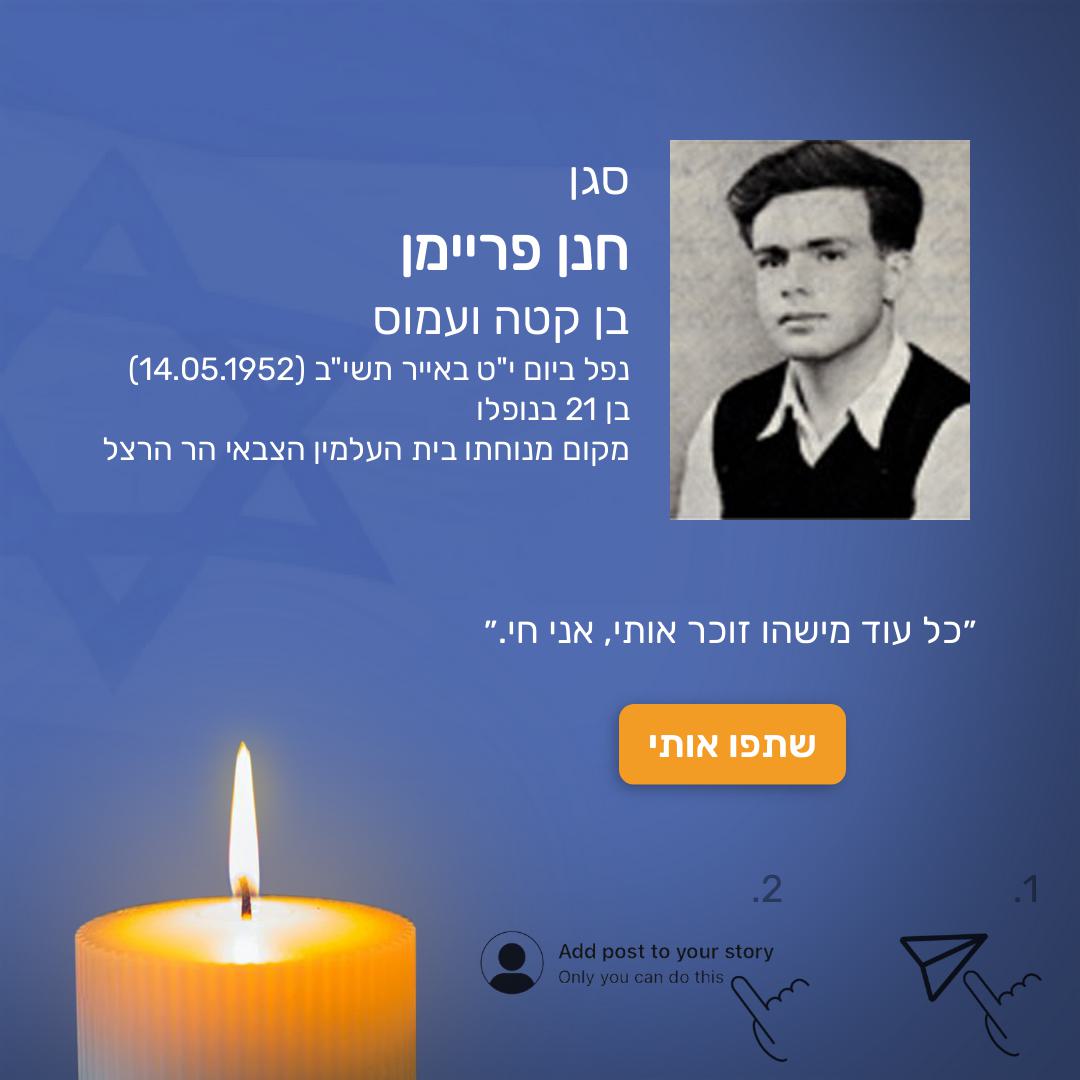 סגן
חנן פריימן
בן קטה ועמוס
נפל ביום י"ט באייר תשי"ב (14.05.1952)
בן 21 בנופלו
מקום מנוחתו בית העלמין הצבאי הר הרצל
״כל עוד מישהו זוכר אותי, אני חי.״
שתפו אותי
1.
2.
Add post to your story
Only you can do this